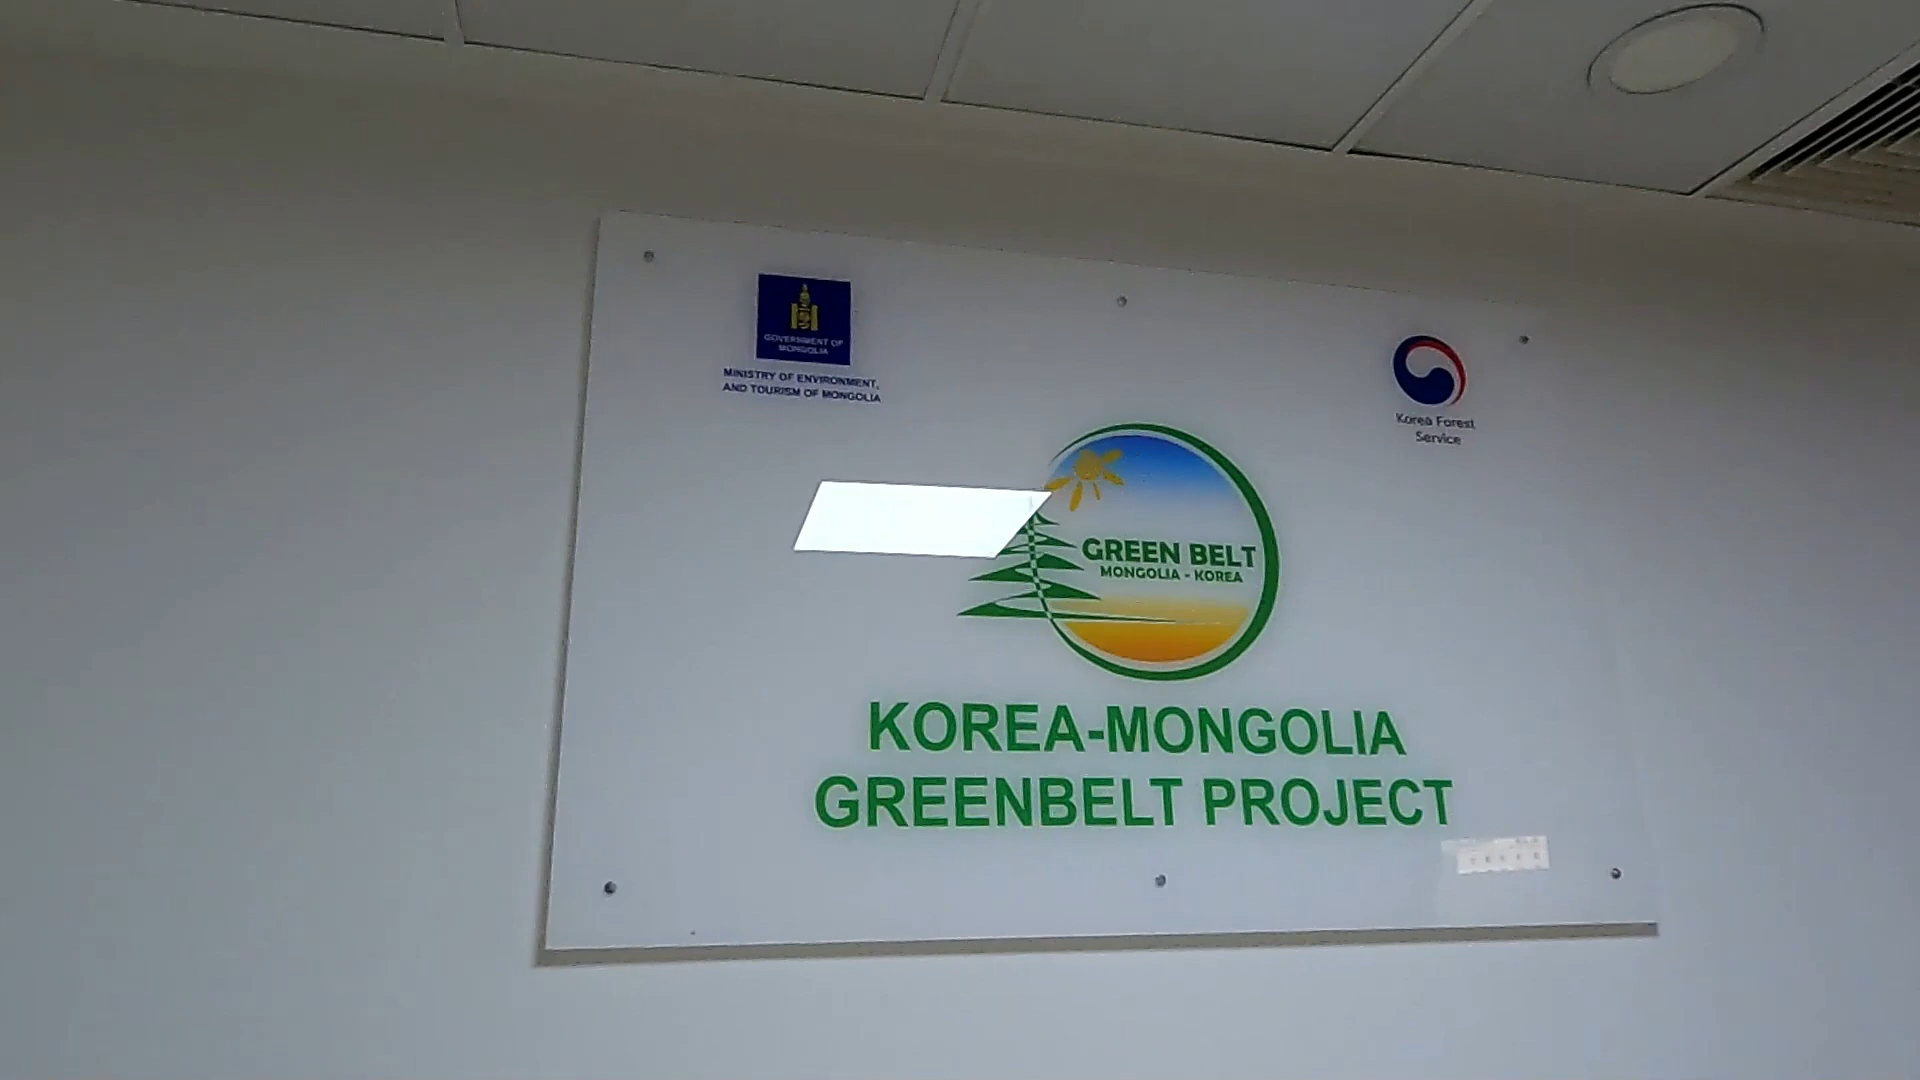 GOVERNMENT OF
MONGOLIA
MINISTRY OF ENVIRONMENT,
AND TOURISM OF MONGOLIA
Korea Forest
Service
GREEN BELT
MONGOLIA - KOREA
KOREA-MONGOLIA
GREENBELT PROJECT